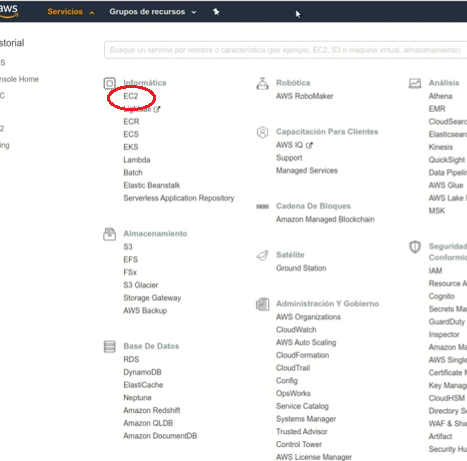 aws
Servicios
Grupos de recursos
storial
S
nsole Home
C
2
ing
Busque un servicio por nombre o característica (por ejemplo, EC2, S3 o máquina virtual, almacenamiento).
Informática
EC2
Lightsail
ECR
ECS
EKS
Lambda
Batch
Elastic Beanstalk
Serverless Application Repository
Almacenamiento
S3
EFS
FSx
S3 Glacier
Storage Gateway
AWS Backup
Base De Datos
RDS
DynamoDB
ElastiCache
Neptune
Amazon Redshift
Amazon QLDB
Amazon DocumentDB
Robótica
AWS RoboMaker
Capacitación Para Clientes
AWS IQ
Support
Managed Services
Cadena De Bloques
Amazon Managed Blockchain
Satélite
Ground Station
Administración Y Gobierno
AWS Organizations
CloudWatch
AWS Auto Scaling
CloudFormation
CloudTrail
Config
OpsWorks
Service Catalog
Systems Manager
Trusted Advisor
Control Tower
AWS License Manager
Análisis
Athena
EMR
CloudSearc
Elasticsear
Kinesis
QuickSight
Data Pipelin
AWS Glue
AWS Lake
MSK
Seguridad
Conformid
IAM
Resource A
Cognito
Secrets Ma
GuardDuty
Inspector
Amazon Ma
AWS Single
Certificate M
Key Manag
CloudHSM
Directory S
WAF & Shie
Artifact
Security Hu